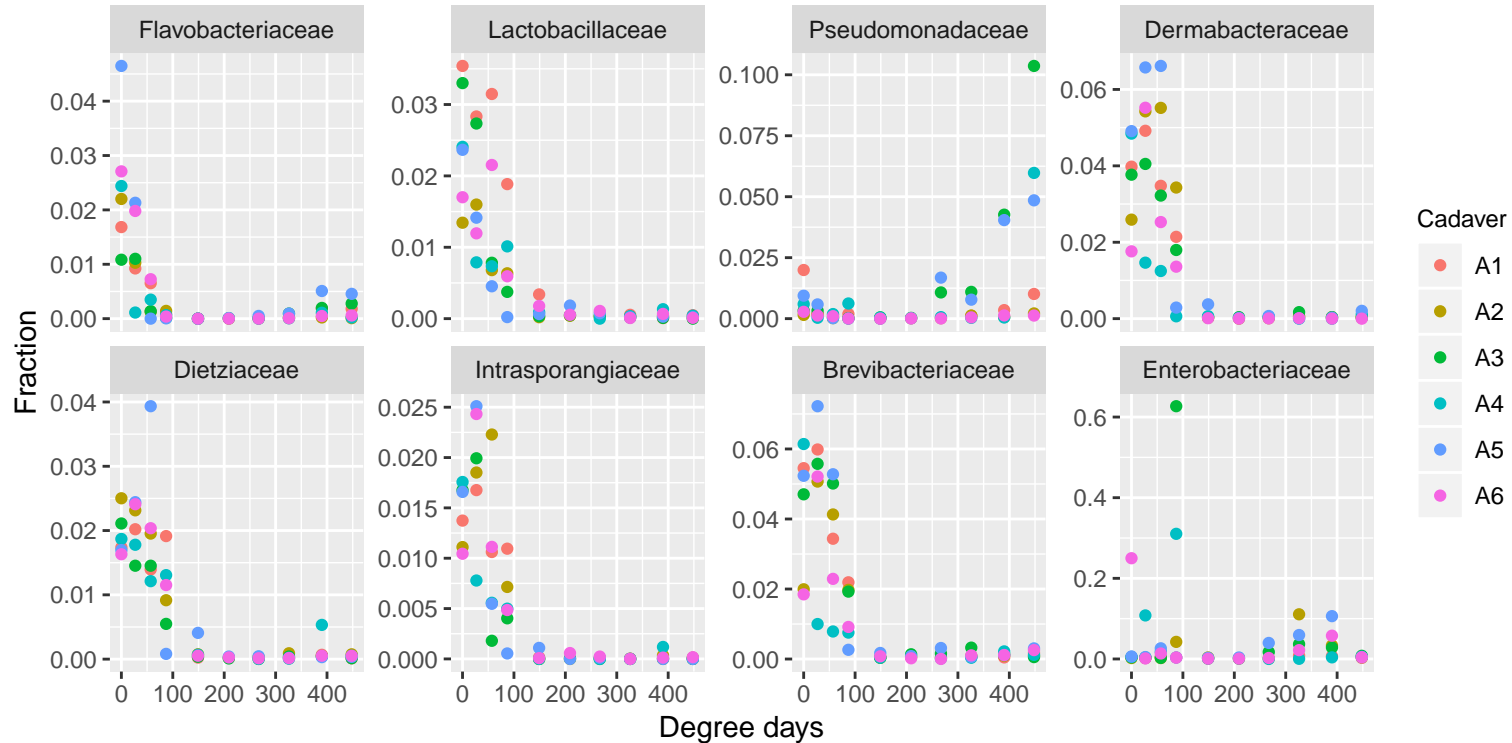 Flavobacteriaceae Lactobacillaceae Pseudomonadaceae Dermabacteraceae
0.04 0.03 0.02 0.01 0.00
0.03 0.02 0.01 0.00
0.100 0.075 0.050 0.025 0.000
0.06 0.04 0.02 0.00
Dietziaceae Intrasporangiaceae Brevibacteriaceae Enterobacteriaceae
0.04 0.03 0.02 0.01 0.00
0.025 0.020 0.015 0.010 0.005 0.000
0.06 0.04 0.02 0.00
0.6 0.4 0.2 0.0
0 100 200 300 400 0 100 200 300 400 0 100 200 300 400 0 100 200 300 400
Fraction
Degree days
Cadaver
A1
A2
A3
A4
A5
A6